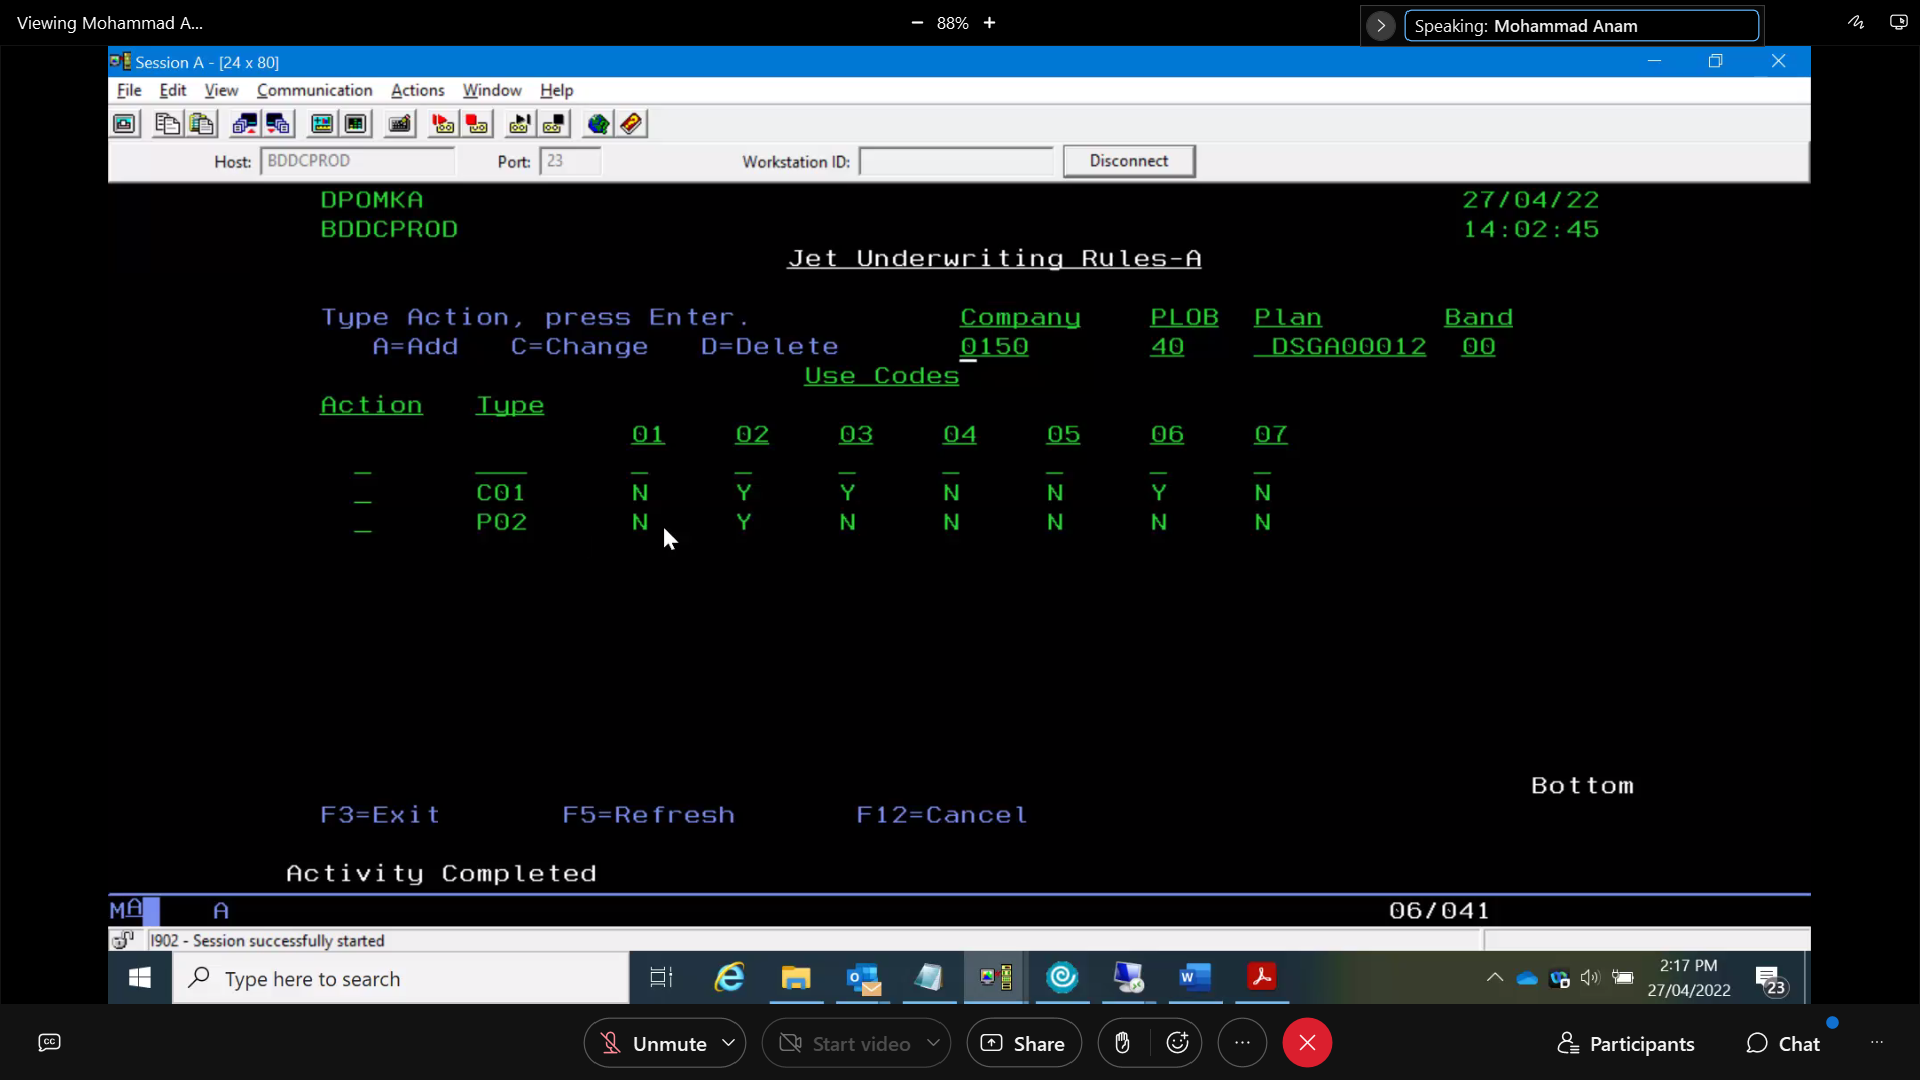 Viewing Mohammad A...
88%
Speaking: Mohammad Anam
Session A - [24 x 80]
File Edit View Communication Actions Window Help
Host: BDDCPROD Port: 23 Workstation ID: Disconnect
DPOMKA 27/04/22
BDDCPROD 14:02:45
Jet Underwriting Rules-A
Type Action, press Enter. Company PLOB Plan Band
A=Add C=Change D=Delete 0150 40 _DSGA00012 00
Use Codes
Action Type
01 02 03 04 05 06 07
_ ___ _ _ _ _ _ _ _
_ C01 N Y Y N N Y N
_ P02 N Y N N N N N
Bottom
F3=Exit F5=Refresh F12=Cancel
Activity Completed
MA A 06/041
I902 - Session successfully started
Type here to search
2:17 PM
27/04/2022
23
CC Unmute Start video Share Participants Chat